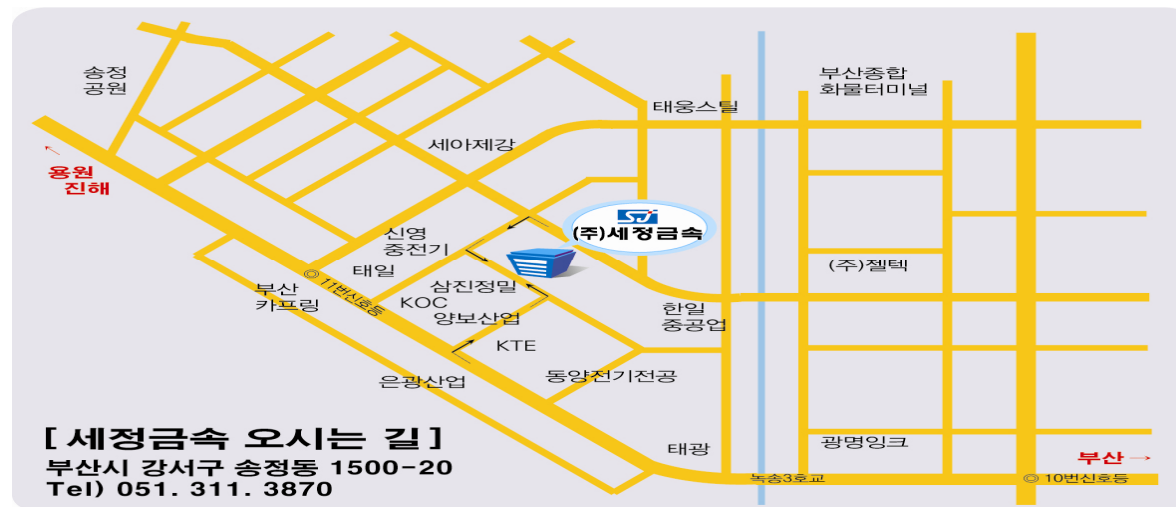 송정
공원
부산종합
화물터미널
태웅스틸
세아제강
←
용원
진해
SJ
(주)세정금속
신영
중전기
태일
(주)젤텍
부산
카프링
◎ 11번신호등
삼진정밀
KOC
양보산업
한일
중공업
KTE
은광산업
동양전기전공
[ 세정금속 오시는 길 ]
부산시 강서구 송정동 1500-20
Tel) 051. 311. 3870
태광
광명잉크
부산 →
녹송3호교
◎ 10번신호등